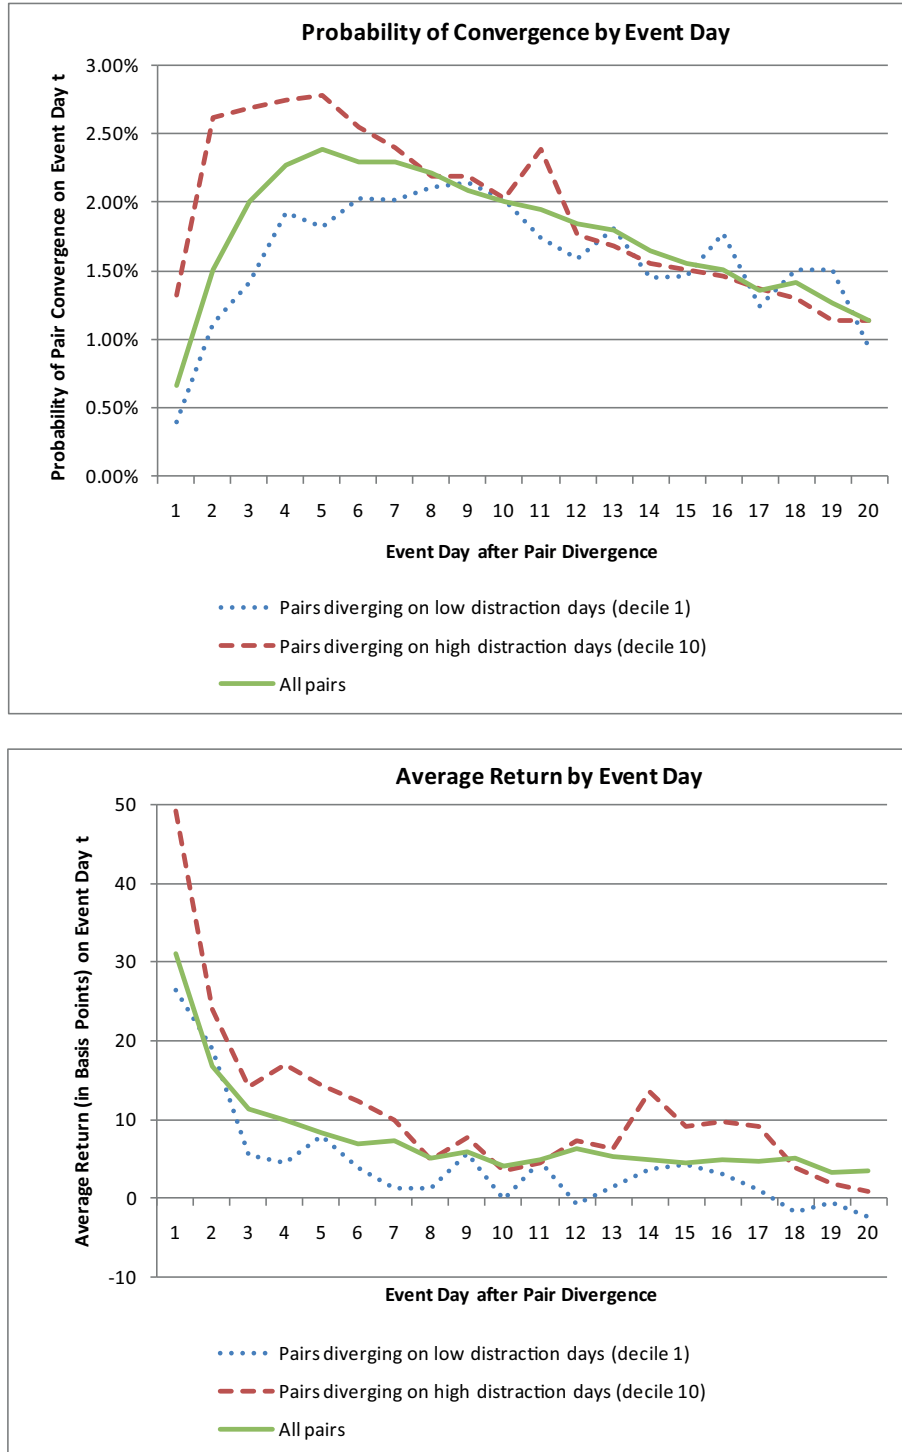 Probability of Convergence by Event Day
Probability of Pair Convergence on Event Day t
3.00%
2.50%
2.00%
1.50%
1.00%
0.50%
0.00%
1 2 3 4 5 6 7 8 9 10 11 12 13 14 15 16 17 18 19 20
Event Day after Pair Divergence
Pairs diverging on low distraction days (decile 1)
Pairs diverging on high distraction days (decile 10)
All pairs
Average Return by Event Day
Average Return (in Basis Points) on Event Day t
50
40
30
20
10
0
1 2 3 4 5 6 7 8 9 10 11 12 13 14 15 16 17 18 19 20
-10
Event Day after Pair Divergence
Pairs diverging on low distraction days (decile 1)
Pairs diverging on high distraction days (decile 10)
All pairs